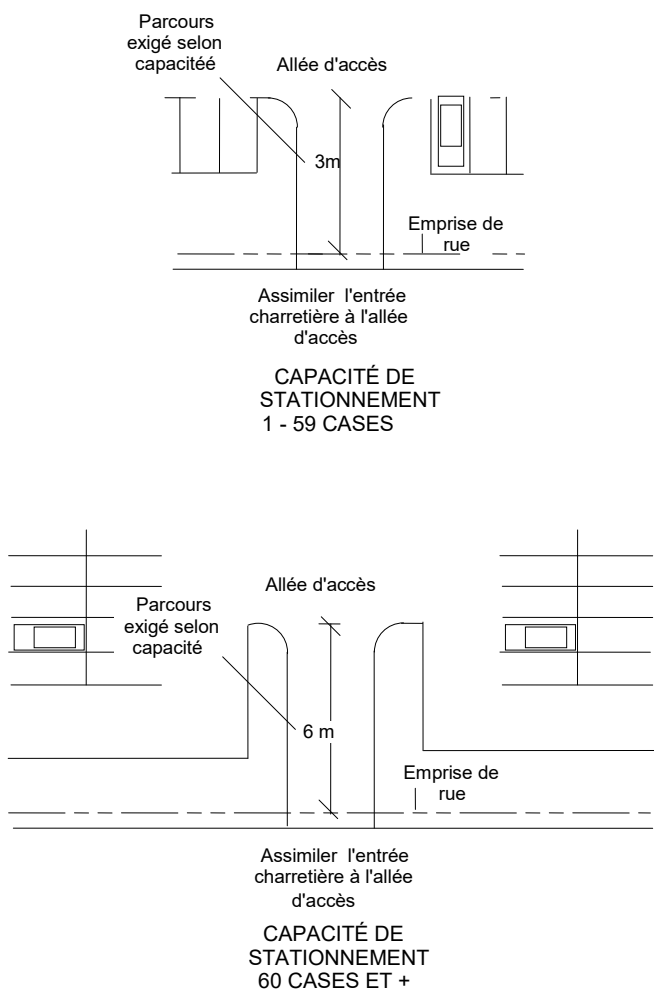 Parcours
exigé selon
capacitéé
Allée d'accès
3m
Emprise de
rue
Assimiler l'entrée
charretière à l'allée
d'accès
CAPACITÉ DE
STATIONNEMENT
1 - 59 CASES
Allée d'accès
Parcours
exigé selon
capacité
6 m
Emprise de
rue
Assimiler l'entrée
charretière à l'allée
d'accès
CAPACITÉ DE
STATIONNEMENT
60 CASES ET +